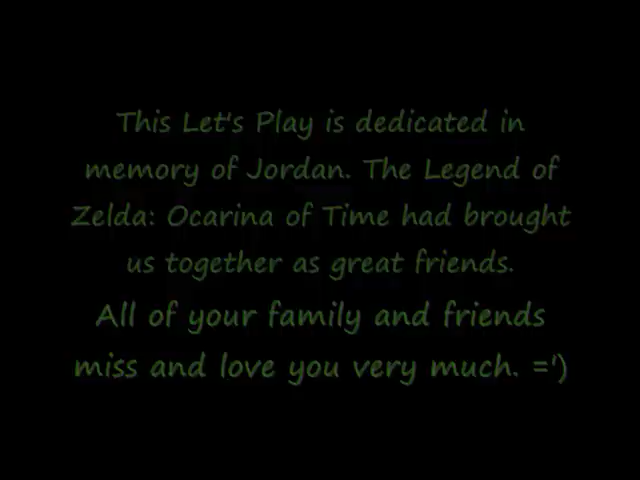 This Let's Play is dedicated in
memory of Jordan. The Legend of
Zelda: Ocarina of Time had brought
us together as great friends.
All of your family and friends
miss and love you very much. =')